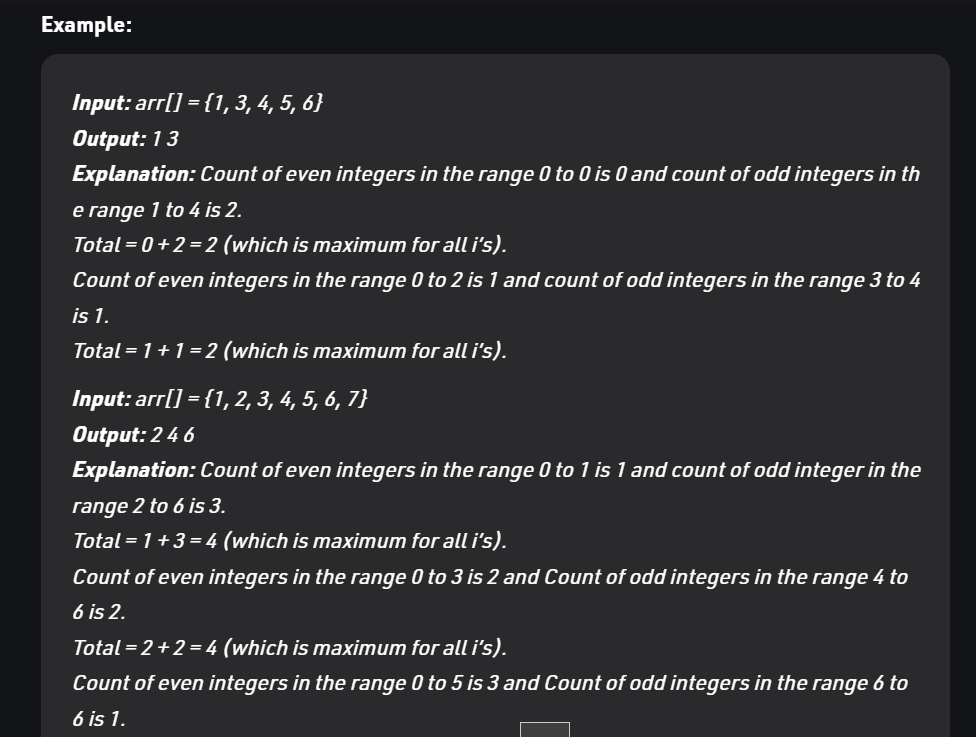 Example:
Input: arr[] = {1, 3, 4, 5, 6}
Output: 1 3
Explanation: Count of even integers in the range 0 to 0 is 0 and count of odd integers in th
e range 1 to 4 is 2.
Total = 0 + 2 = 2 (which is maximum for all i's).
Count of even integers in the range 0 to 2 is 1 and count of odd integers in the range 3 to 4
is 1.
Total = 1 + 1 = 2 (which is maximum for all i's).
Input: arr[] = {1, 2, 3, 4, 5, 6, 7}
Output: 2 4 6
Explanation: Count of even integers in the range 0 to 1 is 1 and count of odd integer in the
range 2 to 6 is 3.
Total = 1 + 3 = 4 (which is maximum for all i's).
Count of even integers in the range 0 to 3 is 2 and Count of odd integers in the range 4 to
6 is 2.
Total = 2 + 2 = 4 (which is maximum for all i's).
Count of even integers in the range 0 to 5 is 3 and Count of odd integers in the range 6 to
6 is 1.